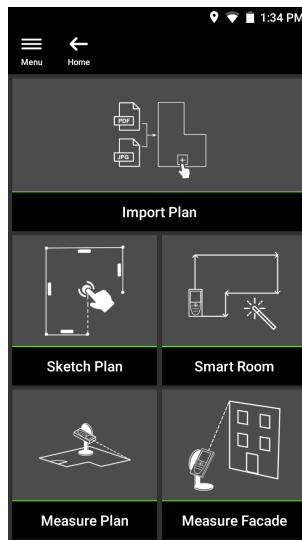 1:34 PM
Menu
Home
PDF
JPG
Import Plan
Sketch Plan
Smart Room
Measure Plan
Measure Facade